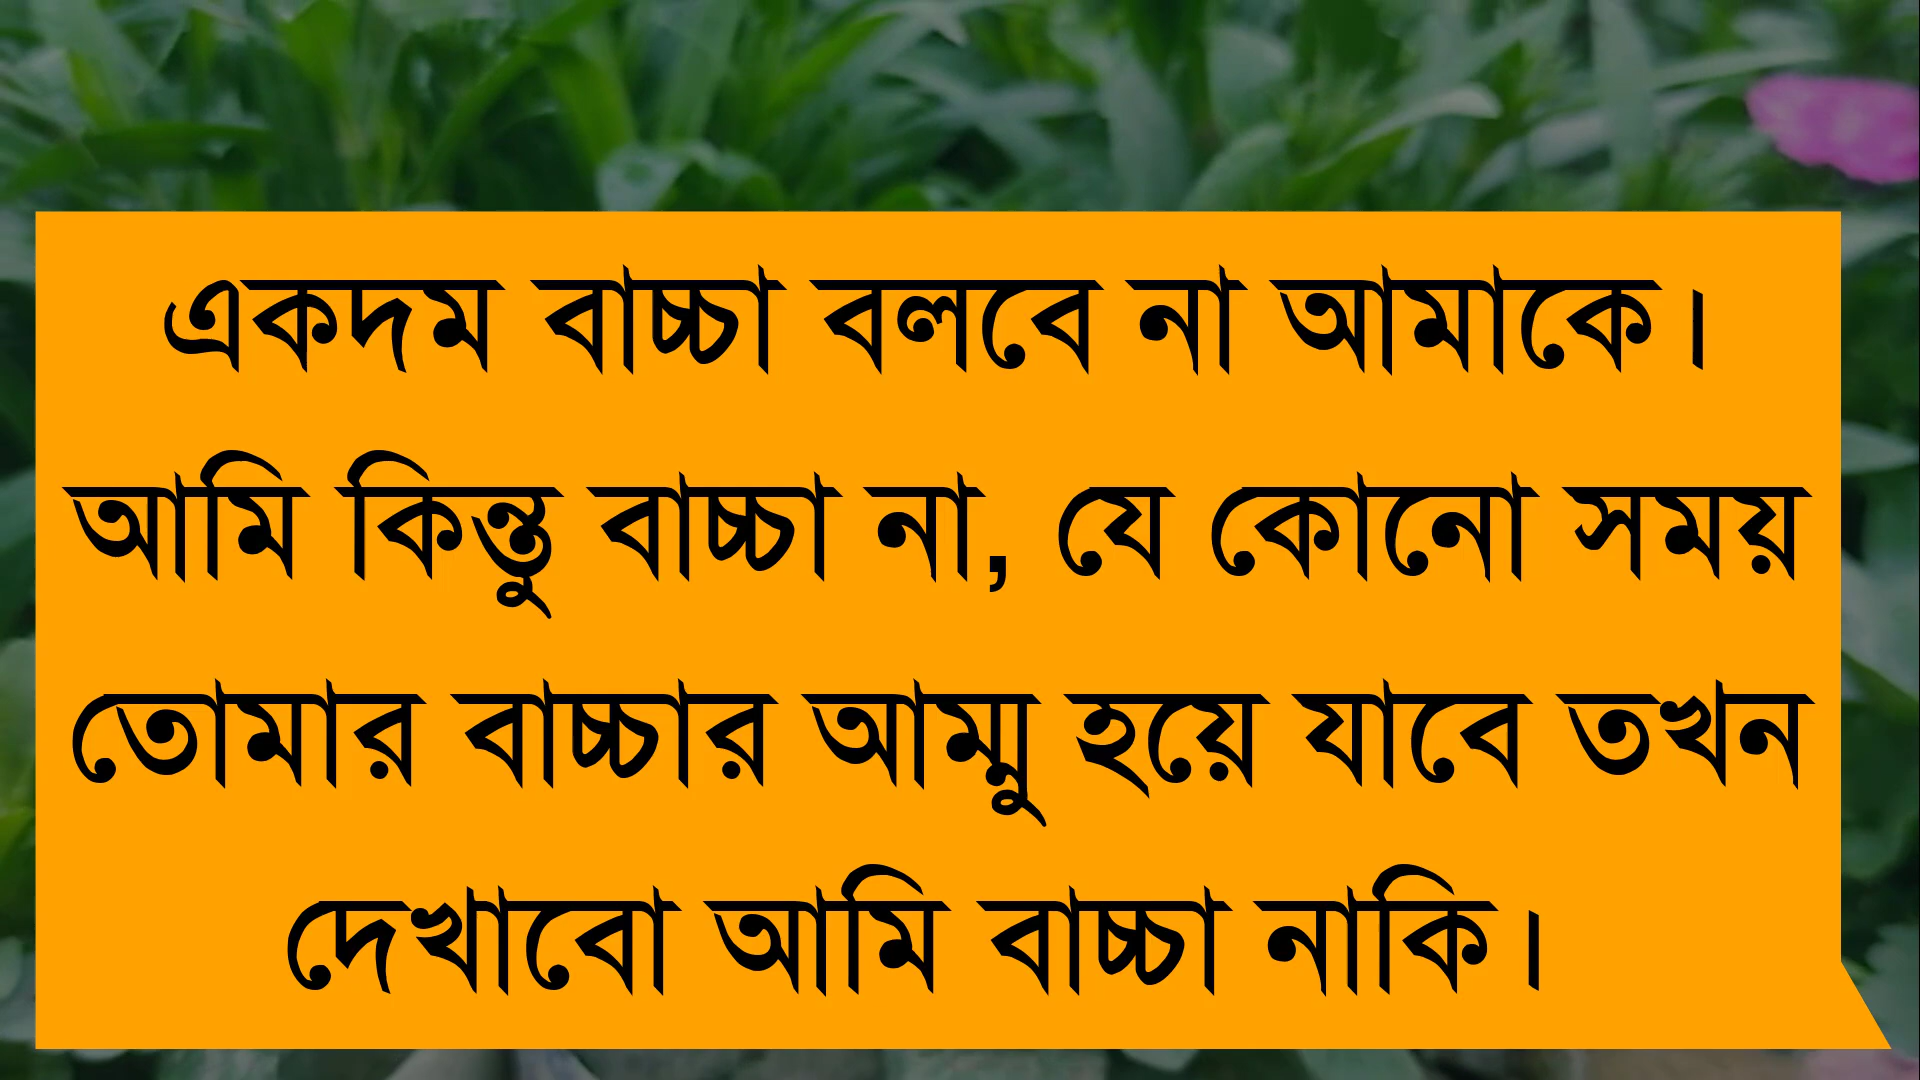 একদম বাচ্চা বলবে না আমাকে।
আমি কিন্তু বাচ্চা না, যে কোনো সময়
তোমার বাচ্চার আম্মু হয়ে যাবে তখন
দেখাবো আমি বাচ্চা নাকি।